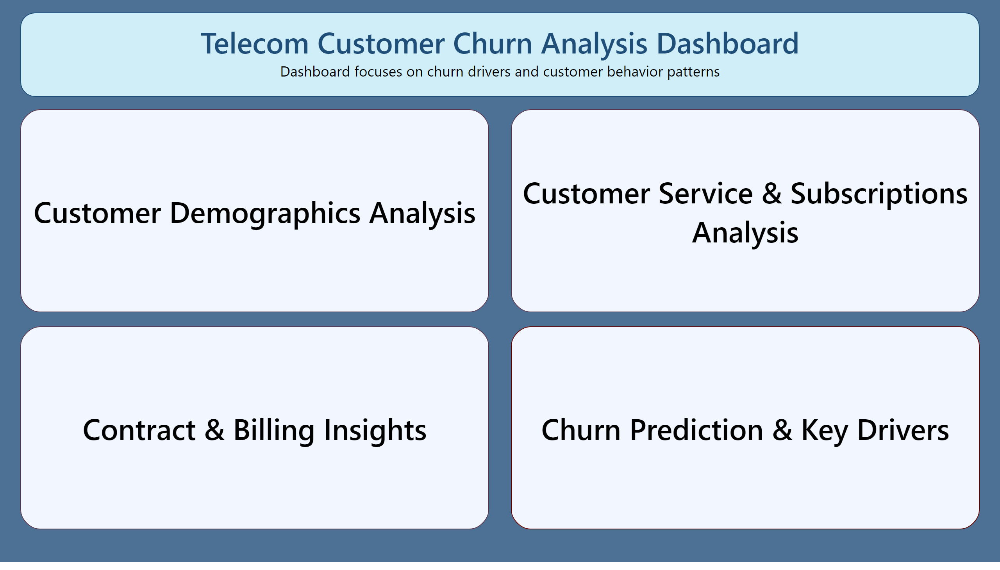 Telecom Customer Churn Analysis Dashboard
Dashboard focuses on churn drivers and customer behavior patterns
Customer Demographics Analysis
Customer Service & Subscriptions
Analysis
Contract & Billing Insights
Churn Prediction & Key Drivers